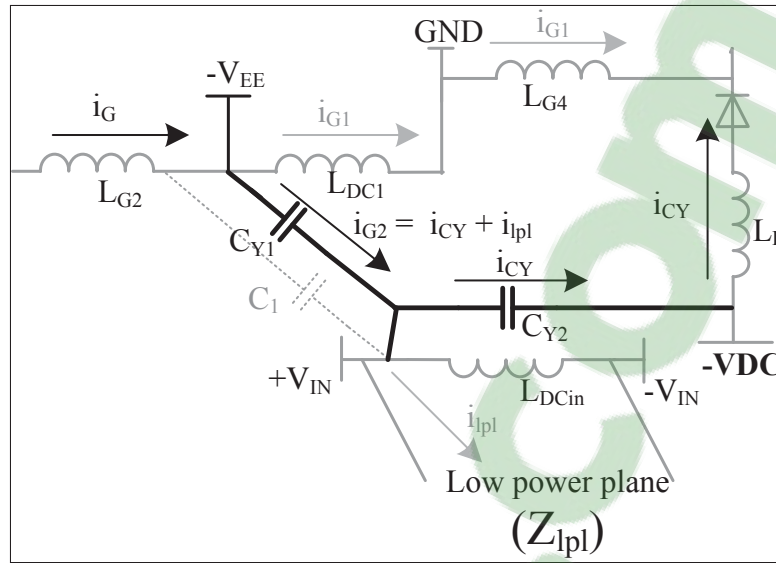 GND
i_G1
-V_EE
i_G
i_G1
L_G4
L_G2
L_DC1
i_G2 = i_CY + i_lpl
C_Y1
i_CY
i_CY
C_1
C_Y2
+V_IN
L_DCin
-V_IN
-VDC
i_lpl
Low power plane
(Z_lpl)